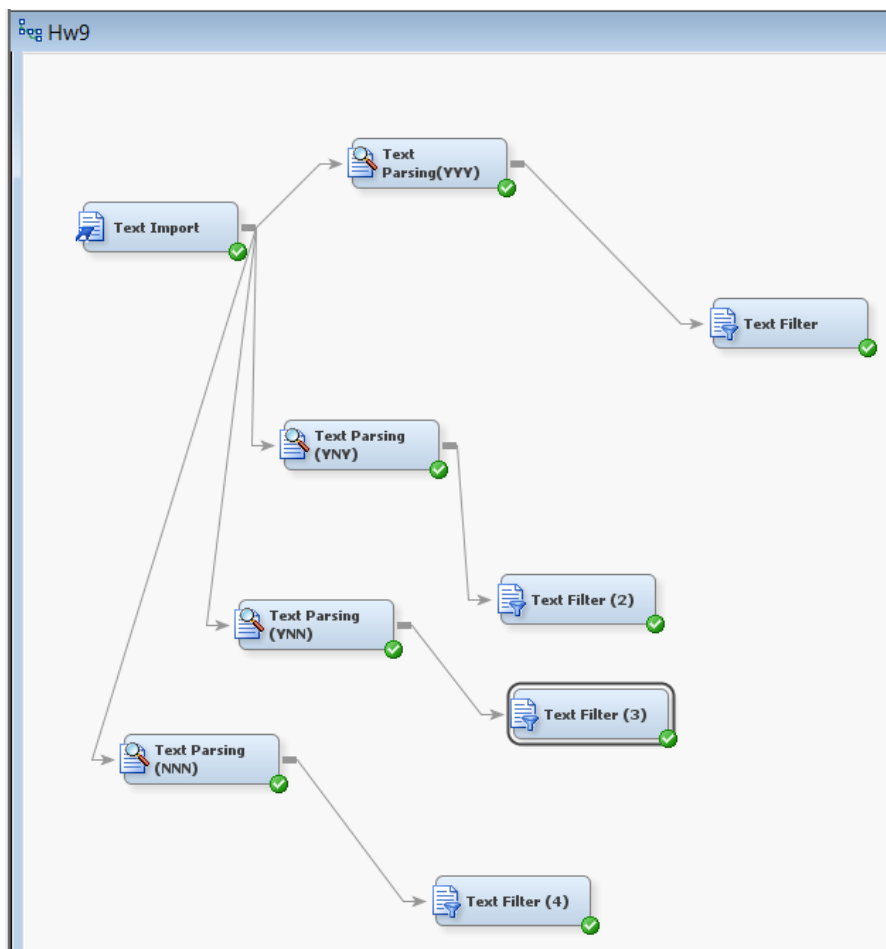 Hw9
Text
Parsing(YYY)
Text Import
Text Filter
Text Parsing
(YNY)
Text Filter (2)
Text Parsing
(YNN)
Text Filter (3)
Text Parsing
(NNN)
Text Filter (4)